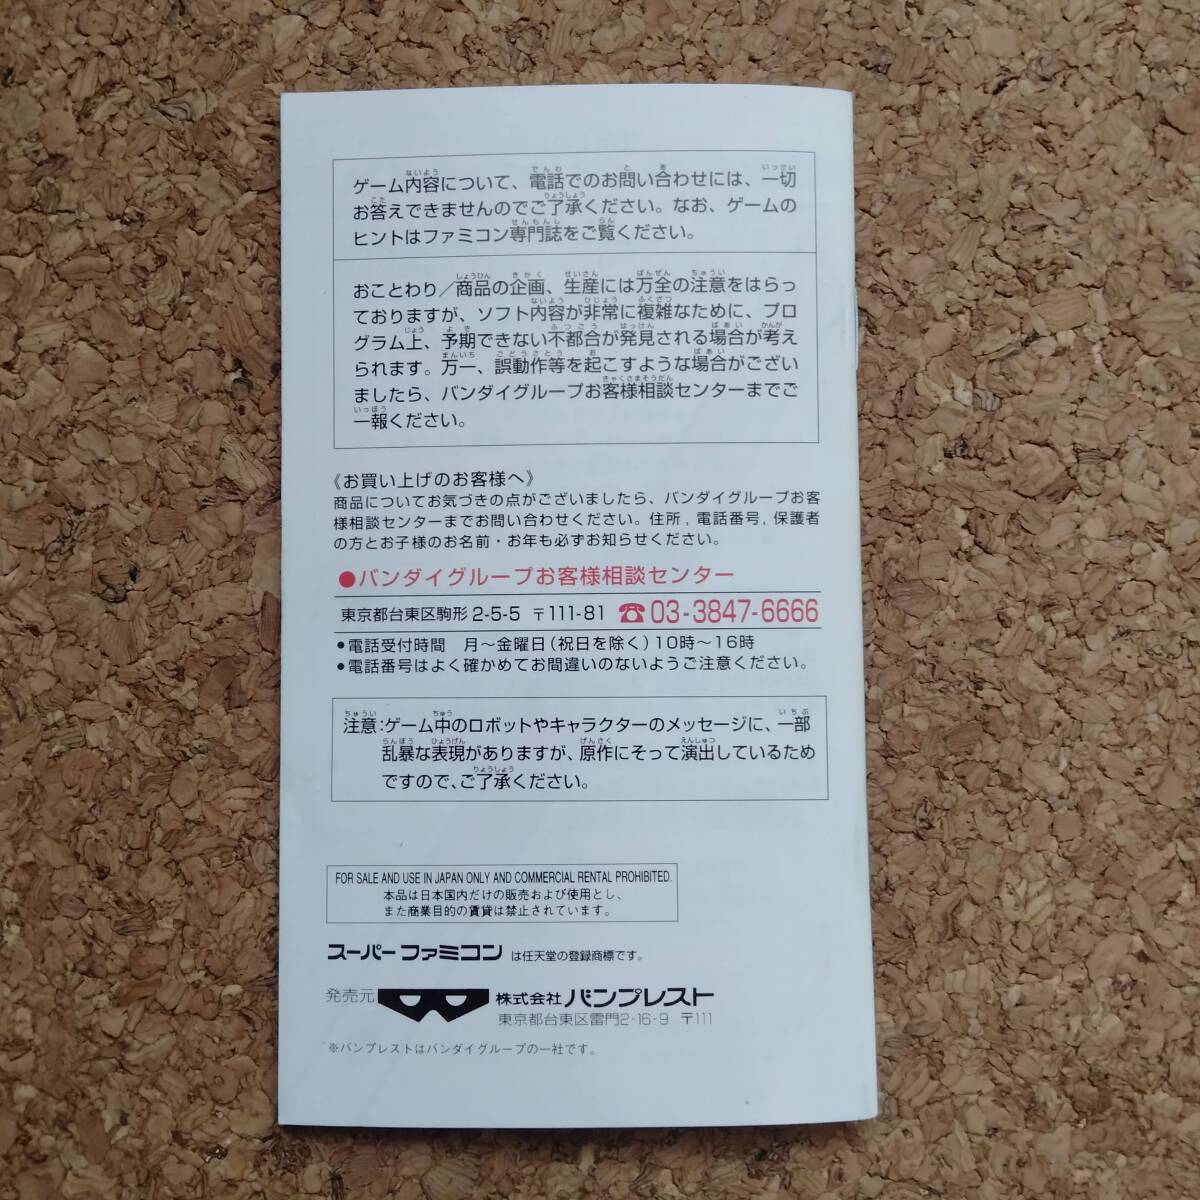 ゲーム内容について、電話でのお問い合わせには、一切
お答えできませんのでご了承ください。なお、ゲームの
ヒントはファミコン専門誌をご覧ください。
おことわり／商品の企画、生産には万全の注意をはらっ
ておりますが、ソフト内容が非常に複雑なために、プロ
グラム上、予期できない不都合が発見される場合が考え
られます。万一、誤動作等を起こすような場合がござい
ましたら、バンダイグループお客様相談センターまでご
一報ください。
《お買い上げのお客様へ》
商品についてお気づきの点がございましたら、バンダイグループお客
様相談センターまでお問い合わせください。住所，電話番号，保護者
の方とお子様のお名前・お年も必ずお知らせください。
●バンダイグループお客様相談センター
東京都台東区駒形2-5-5 〒111-81 ☎03-3847-6666
●電話受付時間　月〜金曜日（祝日を除く）10時〜16時
●電話番号はよく確かめてお間違いのないようご注意ください。
注意：ゲーム中のロボットやキャラクターのメッセージに、一部
乱暴な表現がありますが、原作にそって演出しているため
ですので、ご了承ください。
FOR SALE AND USE IN JAPAN ONLY AND COMMERCIAL RENTAL PROHIBITED.
本品は日本国内だけの販売および使用とし、
また商業目的の賃貸は禁止されています。
スーパーファミコン は任天堂の登録商標です。
発売元 株式会社 バンプレスト
東京都台東区雷門2-16-9 〒111
※バンプレストはバンダイグループの一社です。